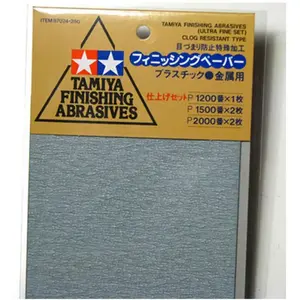 TAMIYA FINISHING ABRASIVES
(ULTRA FINE SET)
CLOG RESISTANT TYPE
目づまり防止特殊加工
フィニッシングペーパー
プラスチック●金属用
仕上げセット P 1200番×1枚
P 1500番×2枚
P 2000番×2枚
TAMIYA
FINISHING
ABRASIVES